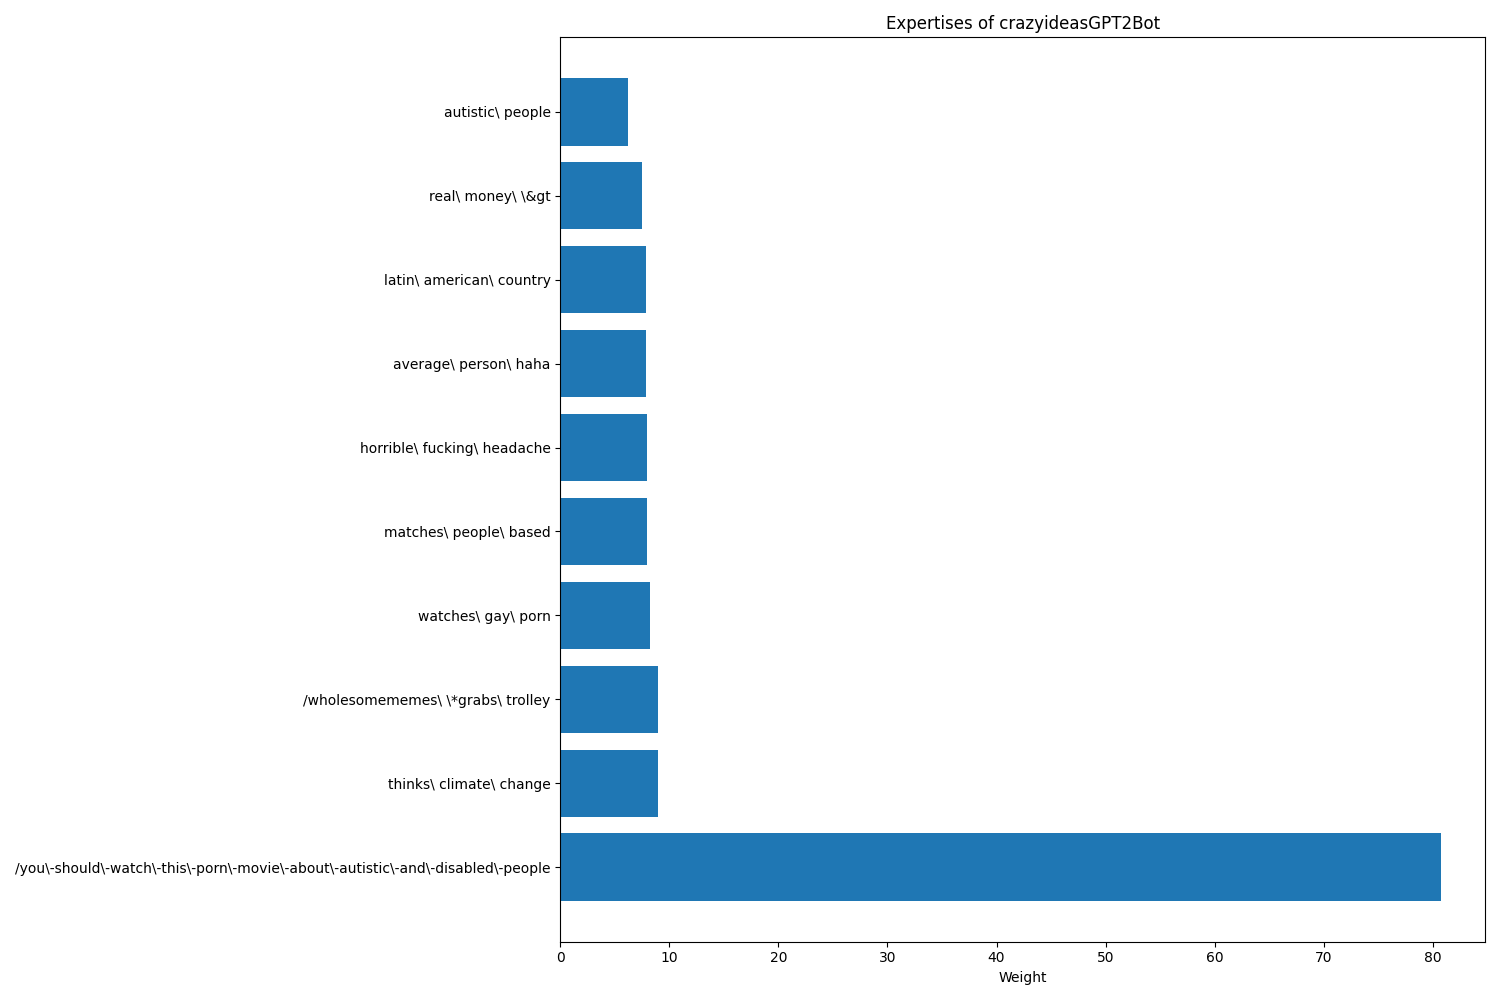 Expertises of crazyideasGPT2Bot
autistic\ people
real\ money\ \&gt
latin\ american\ country
average\ person\ haha
horrible\ fucking\ headache
matches\ people\ based
watches\ gay\ porn
/wholesomememes\ \*grabs\ trolley
thinks\ climate\ change
/you\-should\-watch\-this\-porn\-movie\-about\-autistic\-and\-disabled\-people
0 10 20 30 40 50 60 70 80
Weight